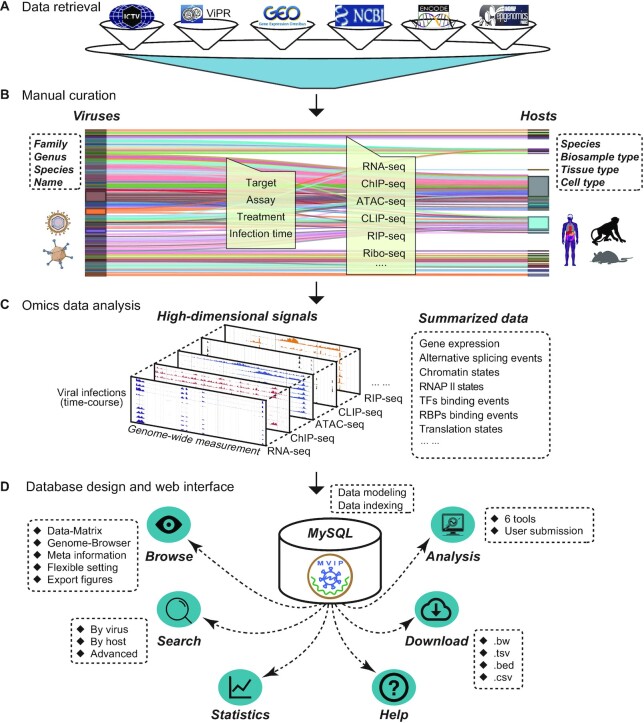 A Data retrieval
ICTV
ViPR
GEO
Gene Expression Omnibus
NCBI
ENCODE
epigenomics
B Manual curation
Viruses
Hosts
Family
Genus
Species
Name
Target
Assay
Treatment
Infection time
RNA-seq
ChIP-seq
ATAC-seq
CLIP-seq
RIP-seq
Ribo-seq
....
Species
Biosample type
Tissue type
Cell type
C Omics data analysis
High-dimensional signals
Summarized data
Viral infections
(time-course)
Genome-wide measurement
RNA-seq
ChIP-seq
ATAC-seq
CLIP-seq
RIP-seq
... ...
Gene expression
Alternative splicing events
Chromatin states
RNAP II states
TFs binding events
RBPs binding events
Translation states
... ...
D Database design and web interface
Data modeling
Data indexing
MySQL
MVIP
Browse
◆ Data-Matrix
◆ Genome-Browser
◆ Meta information
◆ Flexible setting
◆ Export figures
Analysis
◆ 6 tools
◆ User submission
Search
◆ By virus
◆ By host
◆ Advanced
Download
◆ .bw
◆ .tsv
◆ .bed
◆ .csv
Statistics
?
Help